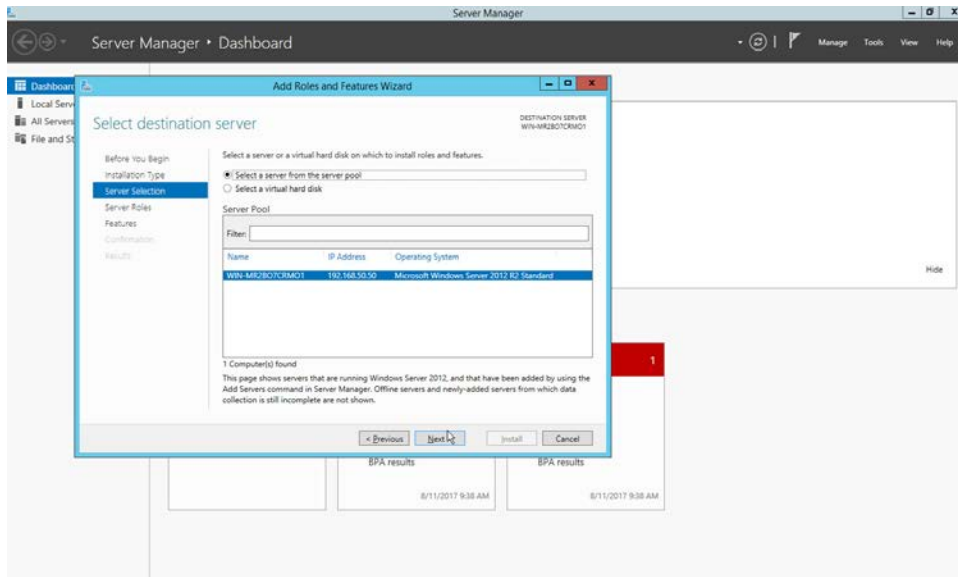 Server Manager
Server Manager • Dashboard
Manage Tools View Help
Dashboard
Local Serv
All Servers
File and St
Add Roles and Features Wizard
Select destination server
DESTINATION SERVER
WIN-MR2BO7CRMO1
Before You Begin
Installation Type
Server Selection
Server Roles
Features
Confirmation
Results
Select a server or a virtual hard disk on which to install roles and features.
Select a server from the server pool
Select a virtual hard disk
Server Pool
Filter:
Name IP Address Operating System
WIN-MR2BO7CRMO1 192.168.50.50 Microsoft Windows Server 2012 R2 Standard
1 Computer(s) found
This page shows servers that are running Windows Server 2012, and that have been added by using the
Add Servers command in Server Manager. Offline servers and newly-added servers from which data
collection is still incomplete are not shown.
< Previous Next Install Cancel
Hide
1
BPA results BPA results
8/11/2017 9:38 AM 8/11/2017 9:38 AM